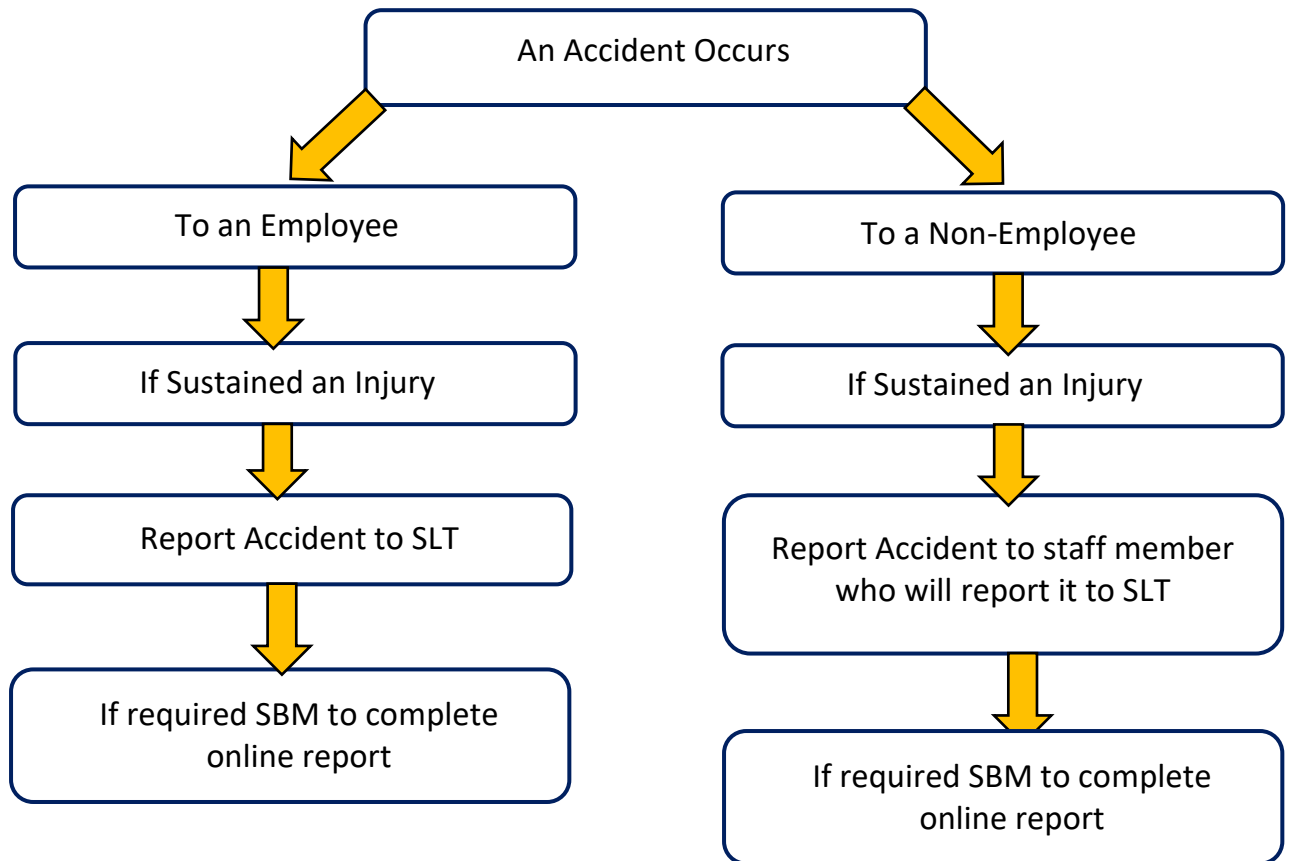 An Accident Occurs
To an Employee
To a Non-Employee
If Sustained an Injury
If Sustained an Injury
Report Accident to SLT
Report Accident to staff member
who will report it to SLT
If required SBM to complete
online report
If required SBM to complete
online report